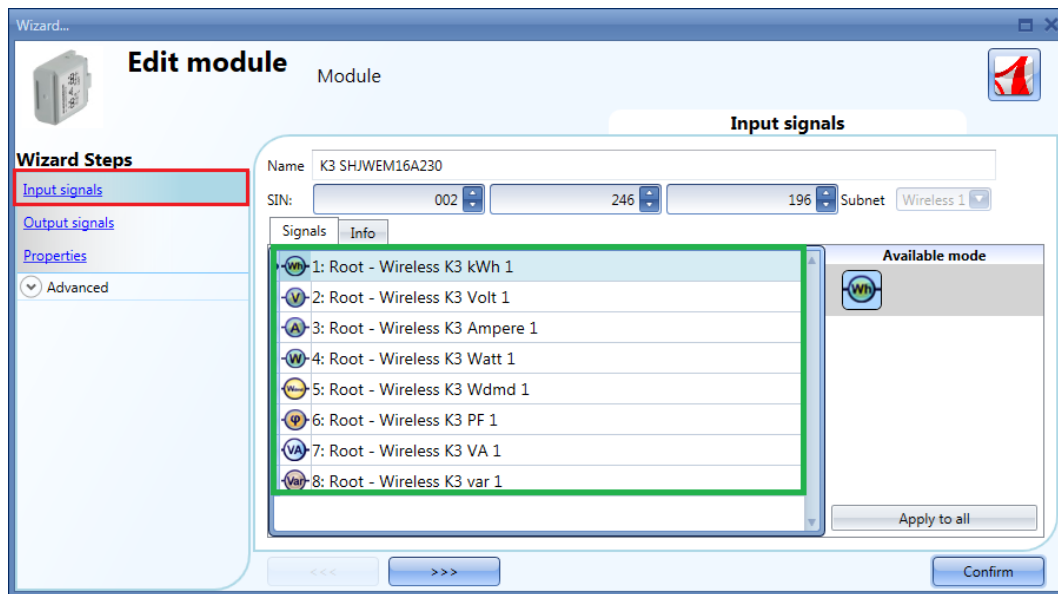 Wizard...
Edit module
Module
Input signals
Wizard Steps
Input signals
Output signals
Properties
Advanced
Name K3 SHJWEM16A230
SIN: 002 246 196 Subnet Wireless 1
Signals Info
Wh 1: Root - Wireless K3 kWh 1
V 2: Root - Wireless K3 Volt 1
A 3: Root - Wireless K3 Ampere 1
W 4: Root - Wireless K3 Watt 1
5: Root - Wireless K3 Wdmd 1
φ 6: Root - Wireless K3 PF 1
VA 7: Root - Wireless K3 VA 1
Var 8: Root - Wireless K3 var 1
Available mode
Wh
Apply to all
<<< >>>
Confirm